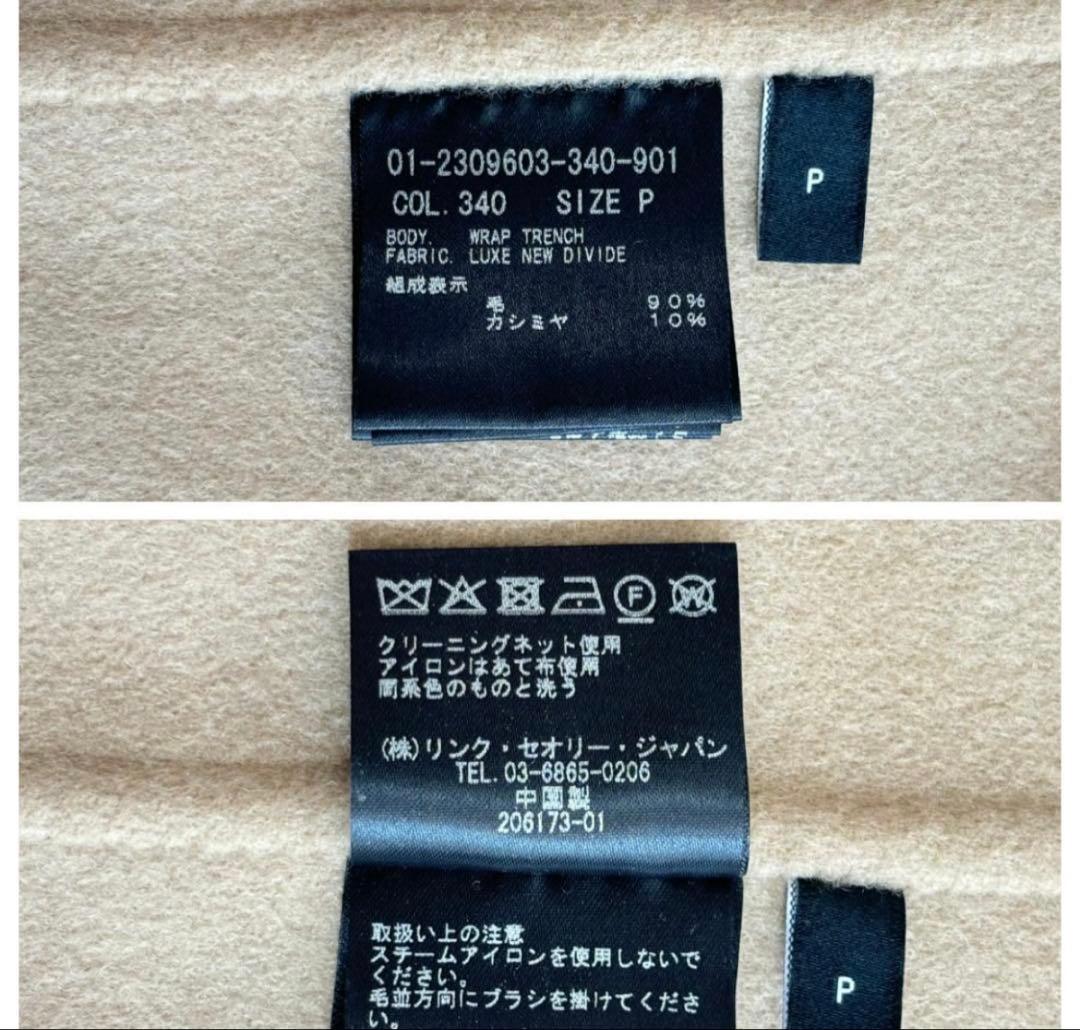 01-2309603-340-901
COL. 340 SIZE P
BODY. WRAP TRENCH
FABRIC. LUXE NEW DIVIDE
組成表示
毛 90%
カシミヤ 10%
P
F
W
クリーニングネット使用
アイロンはあて布使用
同系色のものと洗う
(株)リンク・セオリー・ジャパン
TEL. 03-6865-0206
中国製
206173-01
取扱い上の注意
スチームアイロンを使用しないで
ください。
毛並方向にブラシを掛けてくださ
い。
P